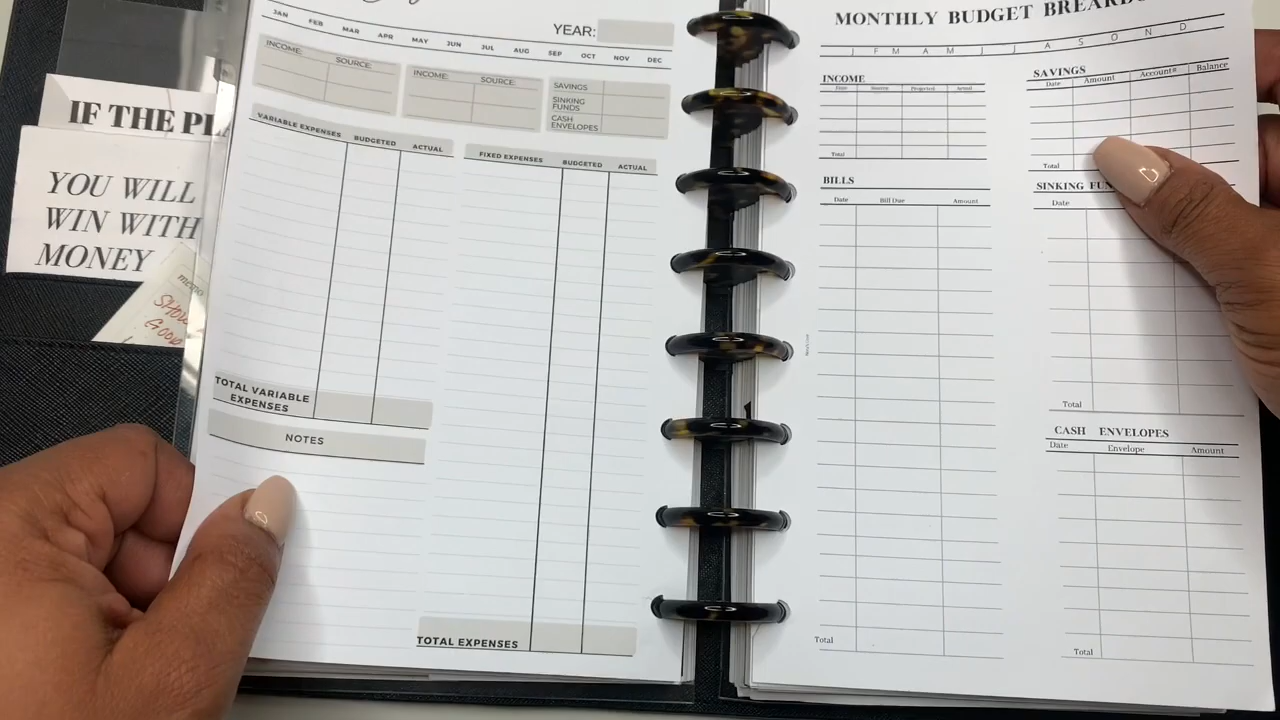 IF THE
YOU WILL
WIN WITH
MONEY
memo
YEAR:
JAN FEB MAR APR MAY JUN JUL AUG SEP OCT NOV DEC
INCOME: SOURCE: INCOME: SOURCE: SAVINGS
SINKING
FUNDS
CASH
ENVELOPES
VARIABLE EXPENSES BUDGETED ACTUAL
FIXED EXPENSES BUDGETED ACTUAL
TOTAL VARIABLE
EXPENSES
NOTES
TOTAL EXPENSES
MONTHLY BUDGET
J F M A M J J A S O N D
INCOME
Date Source Projected Actual
Total
BILLS
Date Bill Due Amount
Total
SAVINGS
Date Amount Account# Balance
Total
SINKING
Date
Total
CASH ENVELOPES
Date Envelope Amount
Total